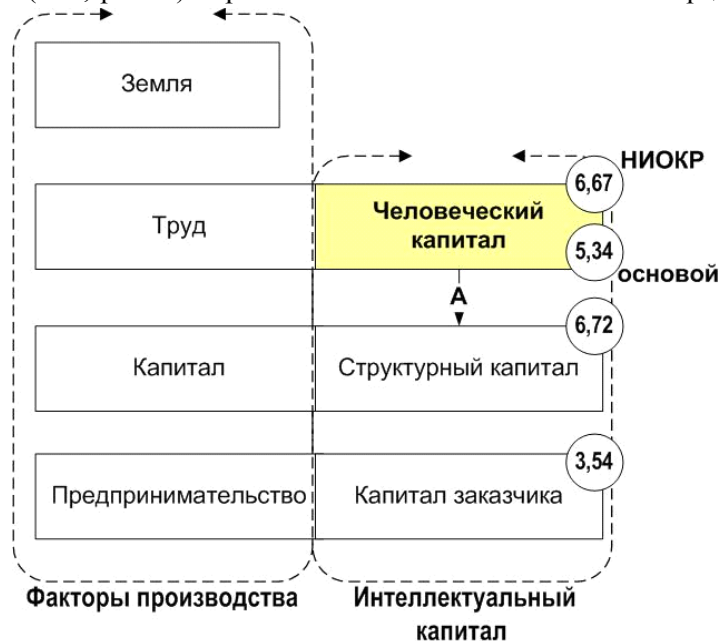 Земля
НИОКР
6,67
Труд
Человеческий
капитал
5,34
основой
А
6,72
Капитал
Структурный капитал
3,54
Предпринимательство
Капитал заказчика
Факторы производства
Интеллектуальный
капитал